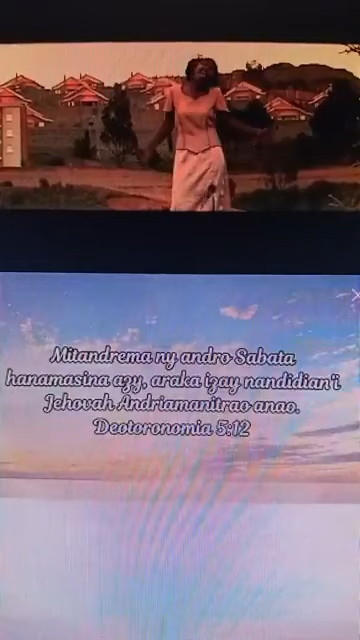 Mitandrema ny andro Sabata
hanamasina azy, araka izay nandidian'i
Jehovah Andriamanitrao anao.
Deotoronomia 5:12